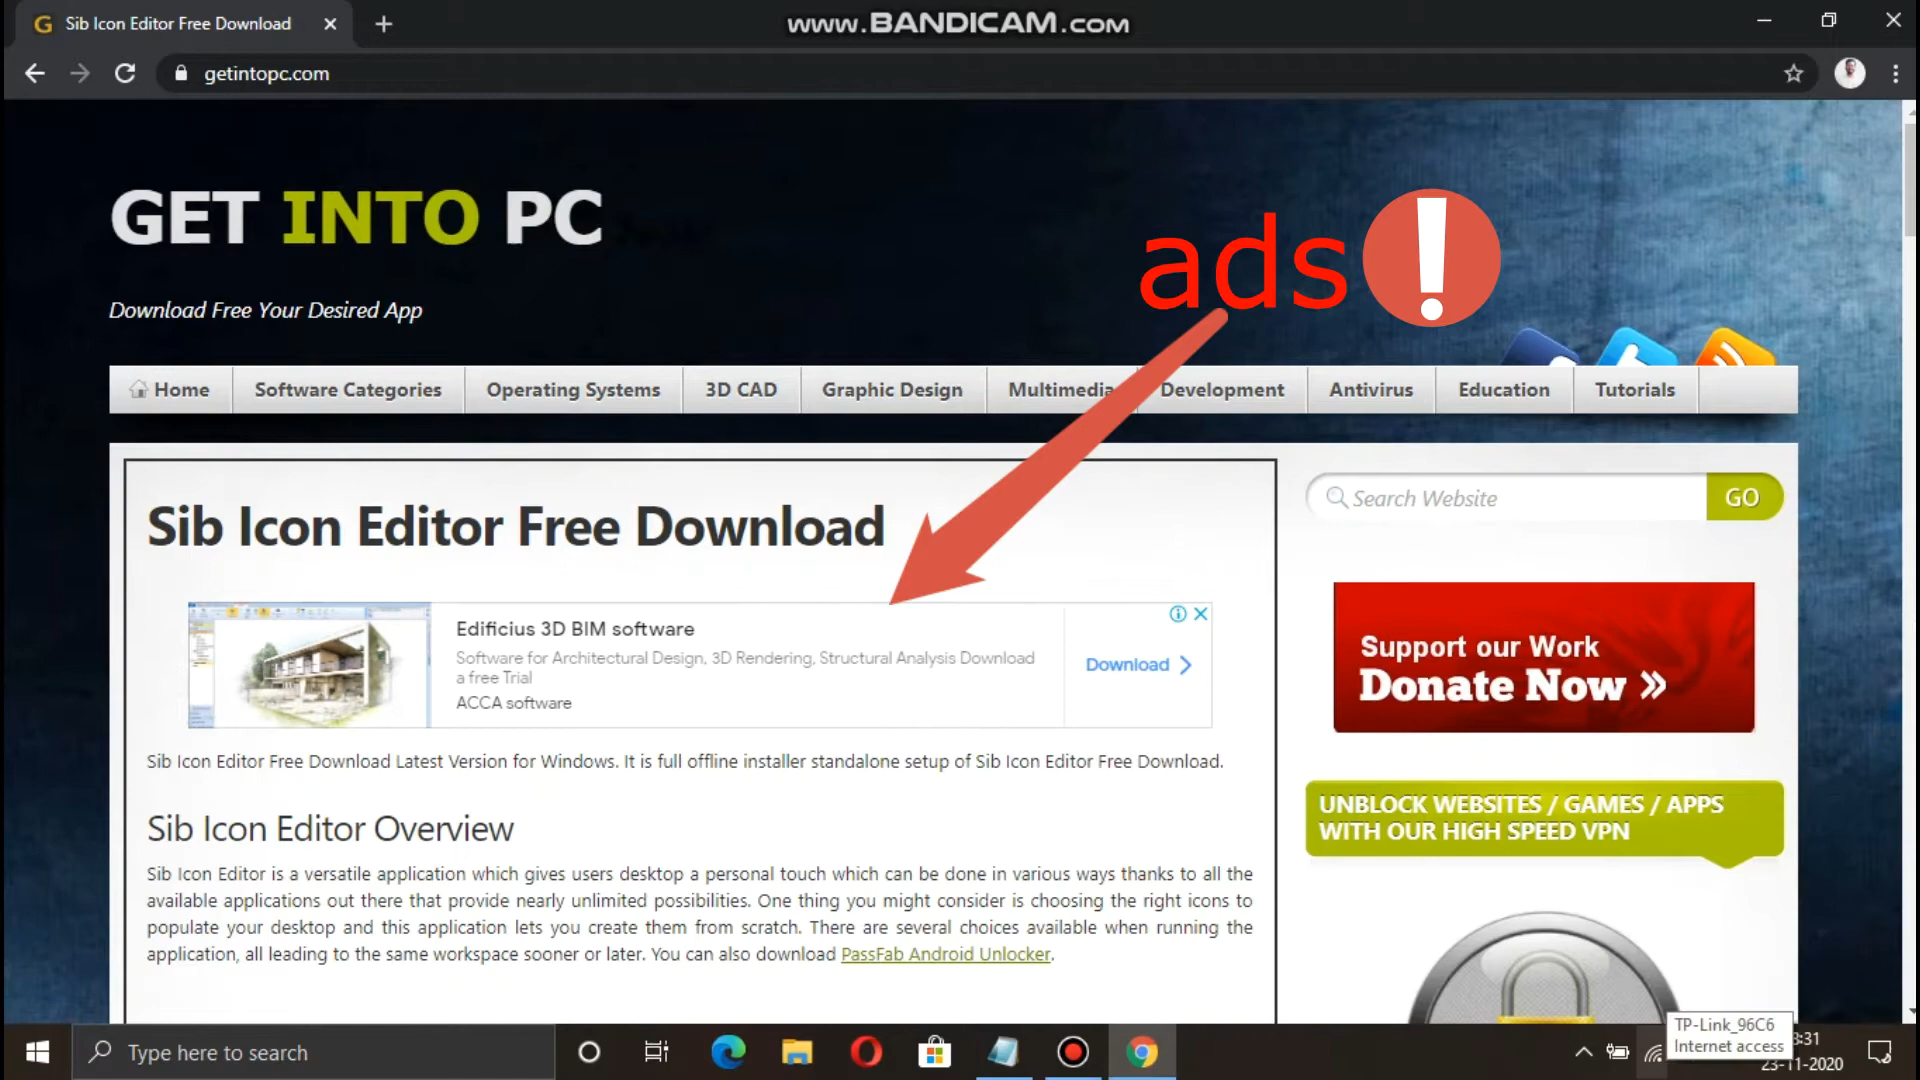 Sib Icon Editor Free Download
www.BANDICAM.com
getintopc.com
GET INTO PC
ads!
Download Free Your Desired App
Home Software Categories Operating Systems 3D CAD Graphic Design Multimedia Development Antivirus Education Tutorials
Sib Icon Editor Free Download
Search Website GO
Edificius 3D BIM software
Software for Architectural Design, 3D Rendering, Structural Analysis Download
a free Trial
ACCA software
Download
Support our Work
Donate Now »
Sib Icon Editor Free Download Latest Version for Windows. It is full offline installer standalone setup of Sib Icon Editor Free Download.
UNBLOCK WEBSITES / GAMES / APPS
WITH OUR HIGH SPEED VPN
Sib Icon Editor Overview
Sib Icon Editor is a versatile application which gives users desktop a personal touch which can be done in various ways thanks to all the
available applications out there that provide nearly unlimited possibilities. One thing you might consider is choosing the right icons to
populate your desktop and this application lets you create them from scratch. There are several choices available when running the
application, all leading to the same workspace sooner or later. You can also download PassFab Android Unlocker.
Type here to search
TP-Link_96C6
Internet access
3:31
23-11-2020